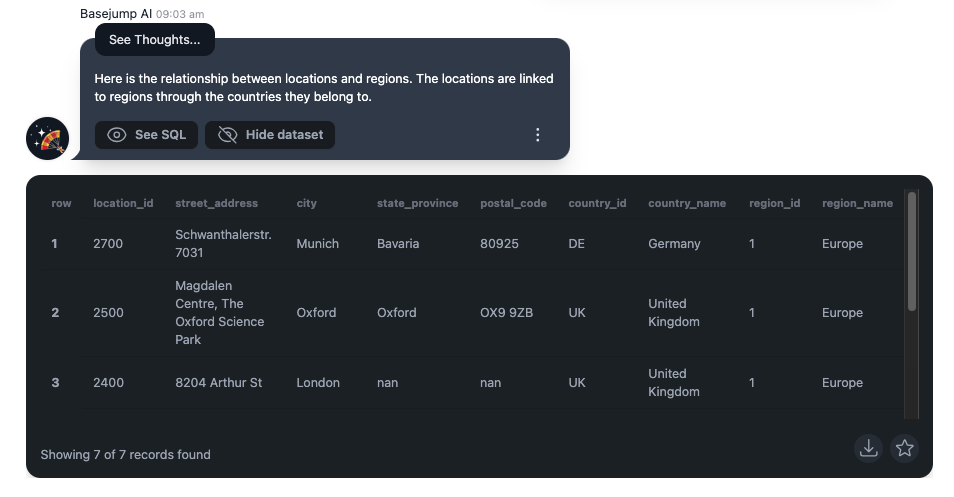 Basejump AI 09:03 am
See Thoughts...
Here is the relationship between locations and regions. The locations are linked
to regions through the countries they belong to.
See SQL Hide dataset
row location_id street_address city state_province postal_code country_id country_name region_id region_name
1 2700 Schwanthalerstr. 7031 Munich Bavaria 80925 DE Germany 1 Europe
2 2500 Magdalen Centre, The Oxford Science Park Oxford Oxford OX9 9ZB UK United Kingdom 1 Europe
3 2400 8204 Arthur St London nan nan UK United Kingdom 1 Europe
Showing 7 of 7 records found